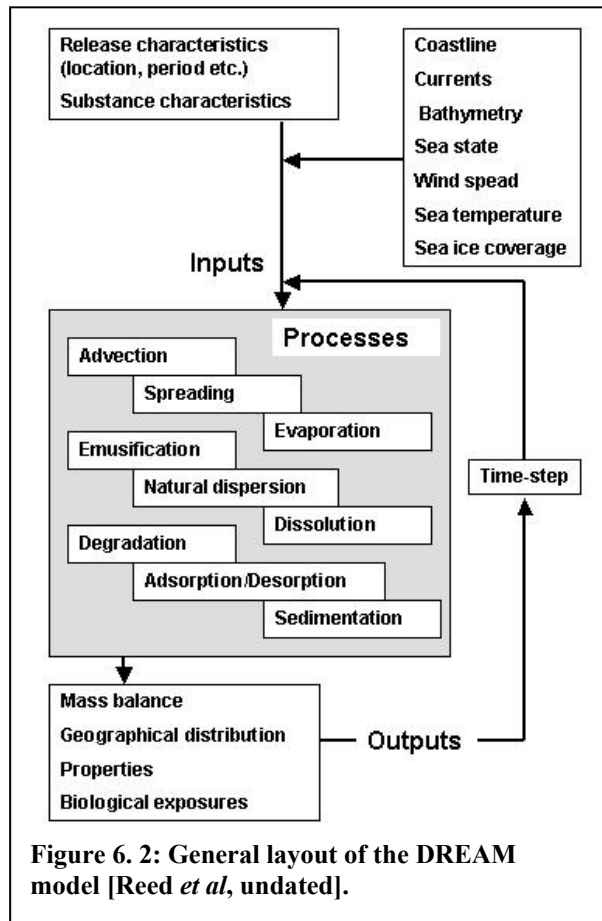 Release characteristics
(location, period etc.)
Substance characteristics
Coastline
Currents
Bathymetry
Sea state
Wind spead
Sea temperature
Sea ice coverage
Inputs
Processes
Advection
Spreading
Evaporation
Emusification
Natural dispersion
Dissolution
Degradation
Adsorption/Desorption
Sedimentation
Time-step
Mass balance
Geographical distribution
Properties
Biological exposures
Outputs
Figure 6. 2: General layout of the DREAM
model [Reed et al, undated].